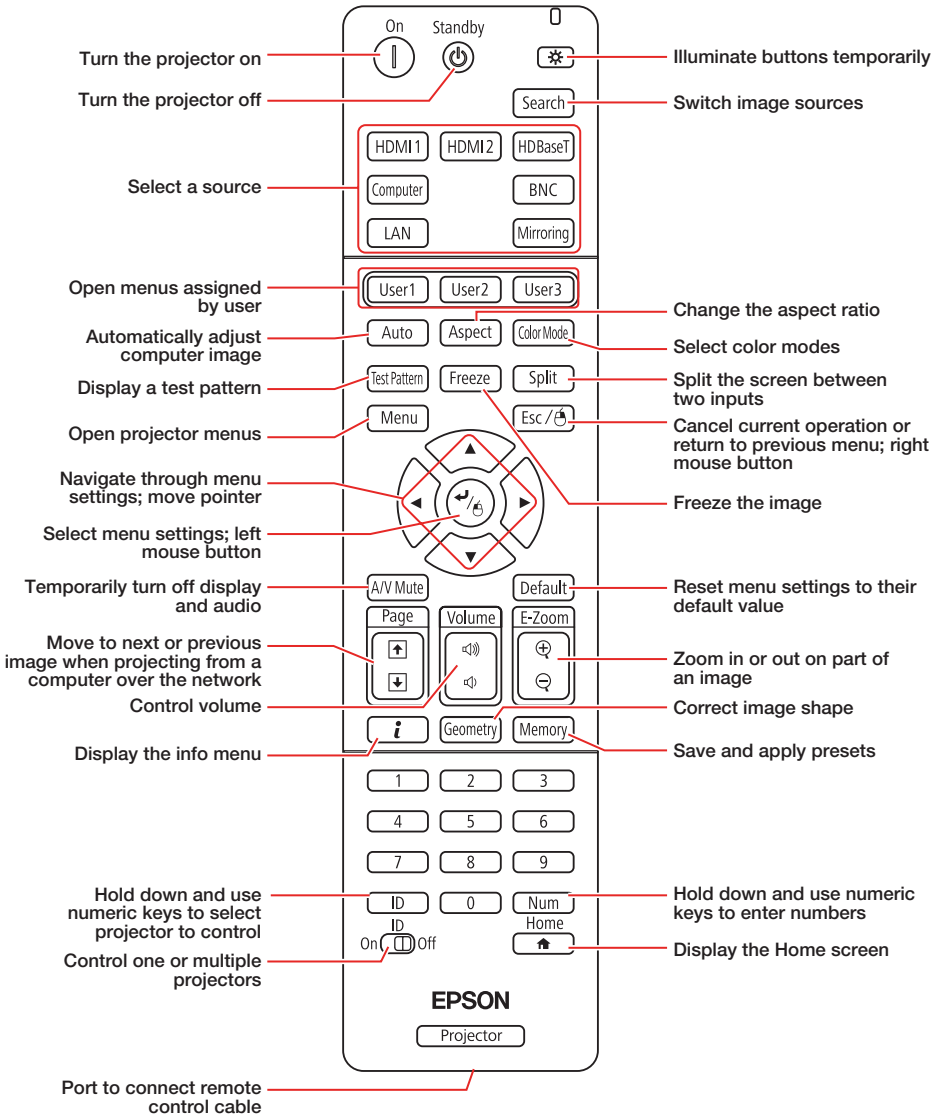 On
Standby
Turn the projector on
Illuminate buttons temporarily
Turn the projector off
Search
Switch image sources
HDMI 1
HDMI 2
HDBaseT
Select a source
Computer
BNC
LAN
Mirroring
Open menus assigned
by user
User1
User2
User3
Change the aspect ratio
Automatically adjust
computer image
Auto
Aspect
Color Mode
Select color modes
Display a test pattern
Test Pattern
Freeze
Split
Split the screen between
two inputs
Open projector menus
Menu
Esc /
Cancel current operation or
return to previous menu; right
mouse button
Navigate through menu
settings; move pointer
Freeze the image
Select menu settings; left
mouse button
Temporarily turn off display
and audio
A/V Mute
Default
Reset menu settings to their
default value
Page
Volume
E-Zoom
Move to next or previous
image when projecting from a
computer over the network
Zoom in or out on part of
an image
Control volume
Correct image shape
Display the info menu
i
Geometry
Memory
Save and apply presets
1
2
3
4
5
6
7
8
9
Hold down and use
numeric keys to select
projector to control
ID
0
Num
Hold down and use numeric
keys to enter numbers
ID
On
Off
Home
Control one or multiple
projectors
Display the Home screen
EPSON
Projector
Port to connect remote
control cable